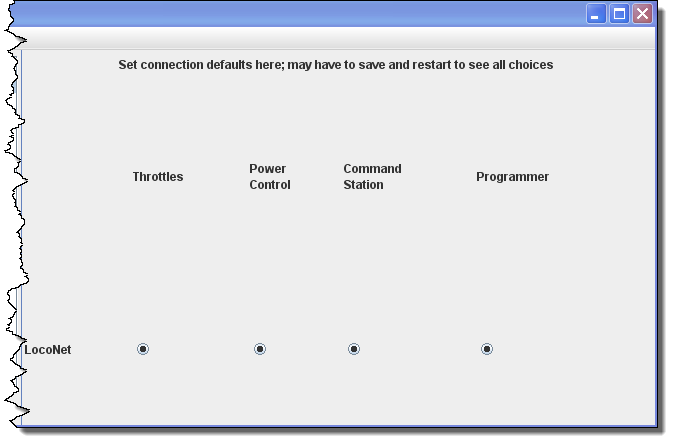 Set connection defaults here; may have to save and restart to see all choices
Throttles
Power
Control
Command
Station
Programmer
LocoNet